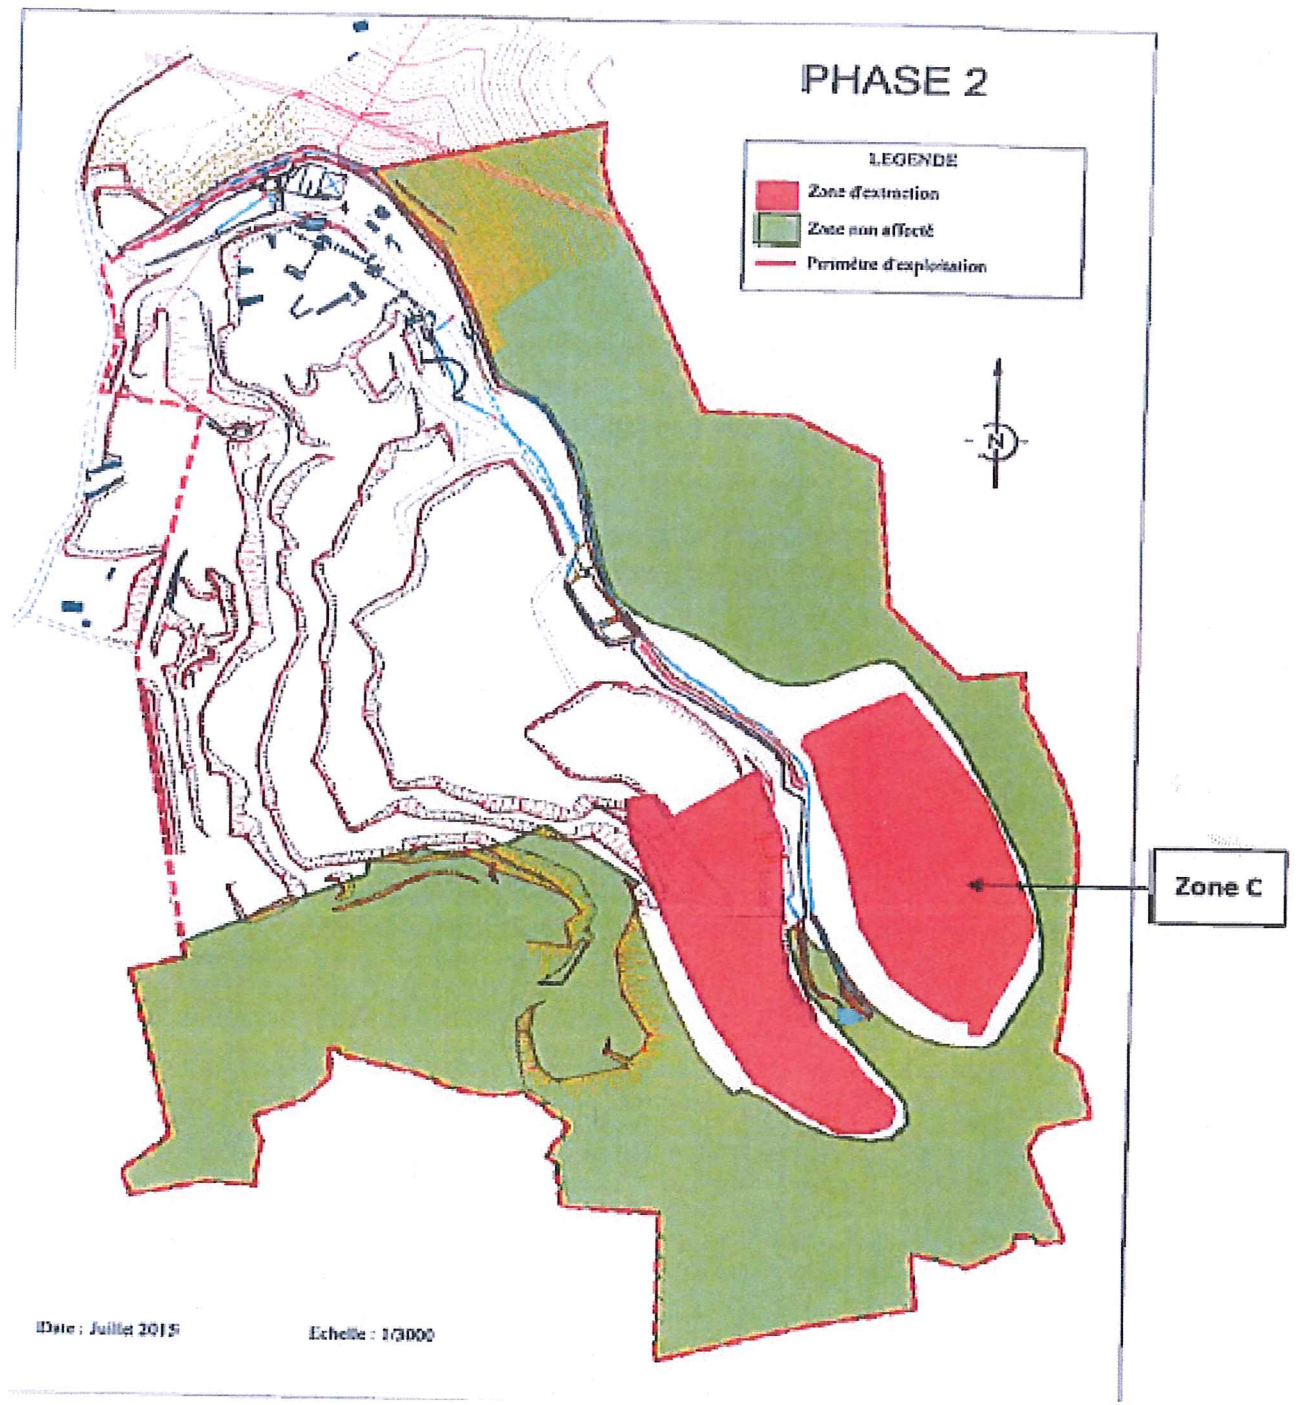 PHASE 2
LEGENDE
Zone d'extraction
Zone non affecté
Périmètre d'exploitation
N
Zone C
Date : Juillet 2015
Echelle : 1/3000